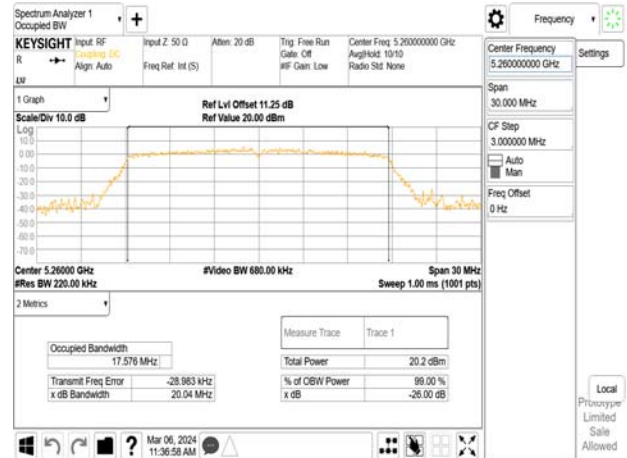 Spectrum Analyzer 1
Occupied BW
+
Frequency
KEYSIGHT
Input: RF
Coupling: DC
Align: Auto
Input Z: 50 Ω
Freq Ref: Int (S)
Atten: 20 dB
Trig: Free Run
Gate: Off
#IF Gain: Low
Center Freq: 5.260000000 GHz
Avg|Hold: 10/10
Radio Std: None
R
LXI
Center Frequency
5.260000000 GHz
Settings
Span
30.000 MHz
CF Step
3.000000 MHz
Auto
Man
Freq Offset
0 Hz
1 Graph
Scale/Div 10.0 dB
Ref Lvl Offset 11.25 dB
Ref Value 20.00 dBm
Log
10.0
0.00
-10.0
-20.0
-30.0
-40.0
-50.0
-60.0
-70.0
Center 5.26000 GHz
#Res BW 220.00 kHz
#Video BW 680.00 kHz
Span 30 MHz
Sweep 1.00 ms (1001 pts)
2 Metrics
Measure Trace Trace 1
Occupied Bandwidth
17.576 MHz
Total Power 20.2 dBm
Transmit Freq Error -28.983 kHz
% of OBW Power 99.00 %
x dB Bandwidth 20.04 MHz
x dB -26.00 dB
Local
Prototype
Limited
Sale
Allowed
?
Mar 06, 2024
11:36:58 AM